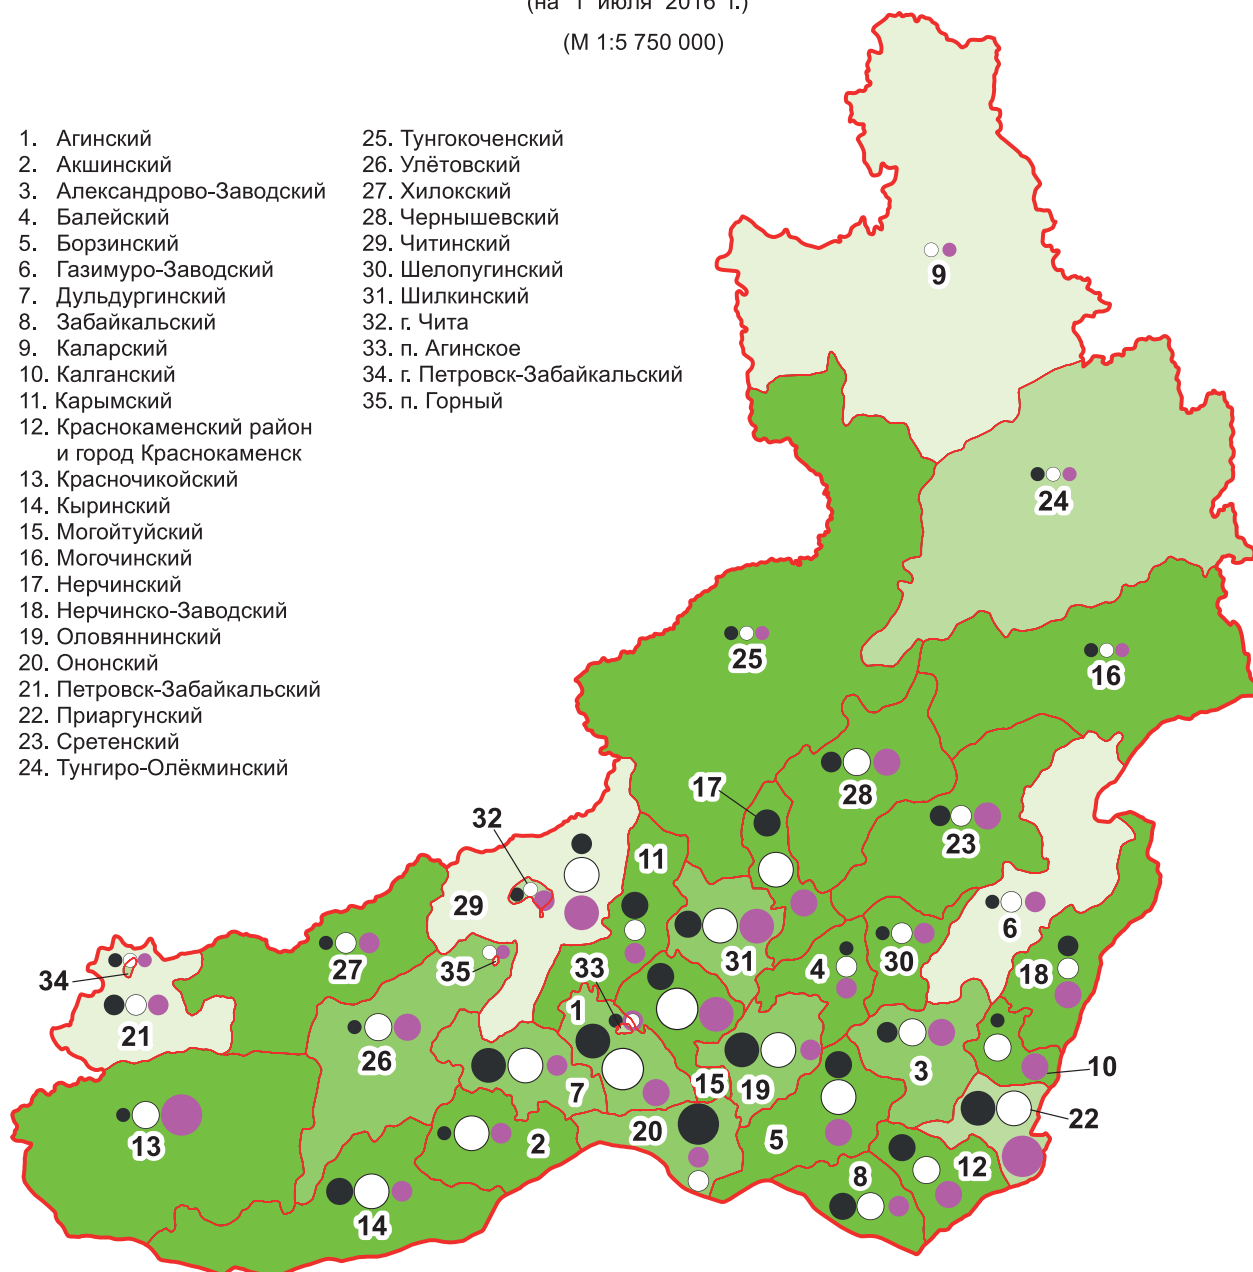 (на 1 июля 2016 г.)
(М 1:5 750 000)
1. Агинский
2. Акшинский
3. Александрово-Заводский
4. Балейский
5. Борзинский
6. Газимуро-Заводский
7. Дульдургинский
8. Забайкальский
9. Каларский
10. Калганский
11. Карымский
12. Краснокаменский район
и город Краснокаменск
13. Красночикойский
14. Кыринский
15. Могойтуйский
16. Могочинский
17. Нерчинский
18. Нерчинско-Заводский
19. Оловяннинский
20. Ононский
21. Петровск-Забайкальский
22. Приаргунский
23. Сретенский
24. Тунгиро-Олёкминский
25. Тунгокоченский
26. Улётовский
27. Хилокский
28. Чернышевский
29. Читинский
30. Шелопугинский
31. Шилкинский
32. г. Чита
33. п. Агинское
34. г. Петровск-Забайкальский
35. п. Горный
9
24
25
16
17
28
32
11
23
29
6
27
35
31
4
30
18
34
33
21
1
26
7
15
19
3
10
22
13
2
20
5
12
8
14